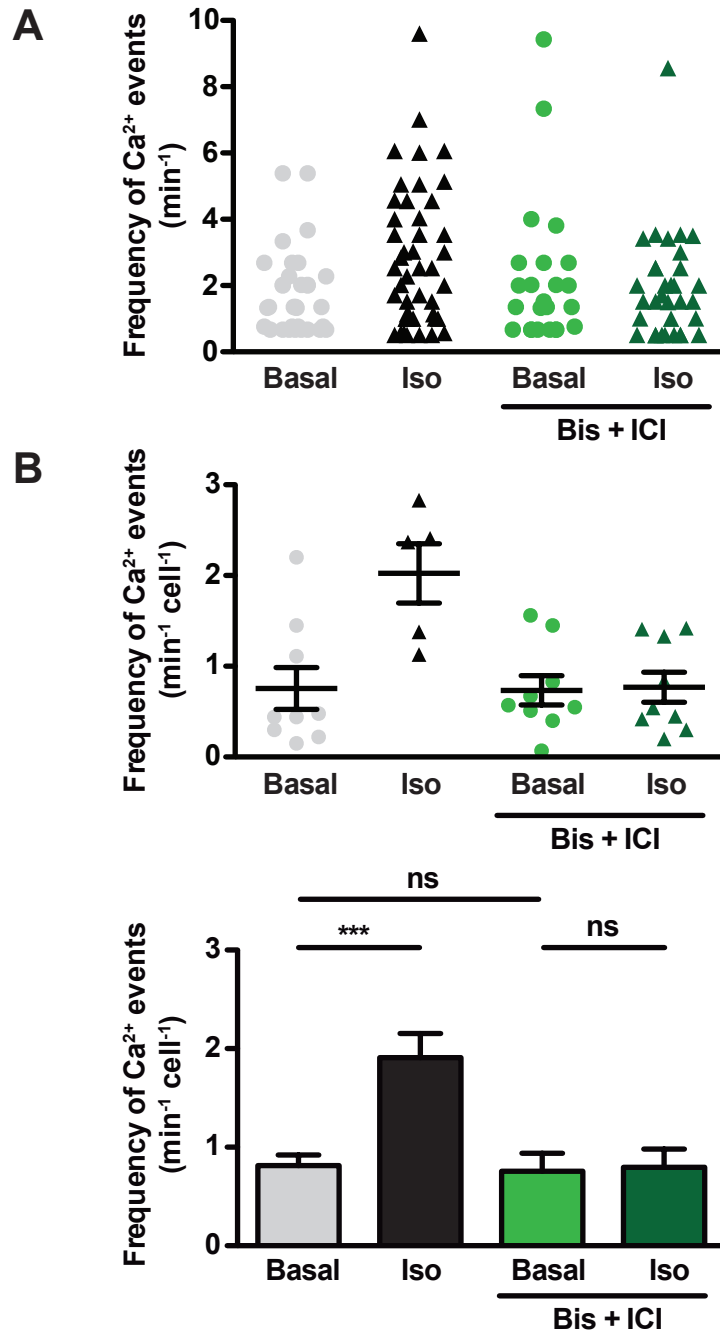 A
Frequency of Ca²⁺ events
(min⁻¹)
10
8
6
4
2
0
Basal
Iso
Basal
Iso
Bis + ICI
B
Frequency of Ca²⁺ events
(min⁻¹ cell⁻¹)
3
2
1
0
Basal
Iso
Basal
Iso
Bis + ICI
ns
***
ns
Frequency of Ca²⁺ events
(min⁻¹ cell⁻¹)
3
2
1
0
Basal
Iso
Basal
Iso
Bis + ICI